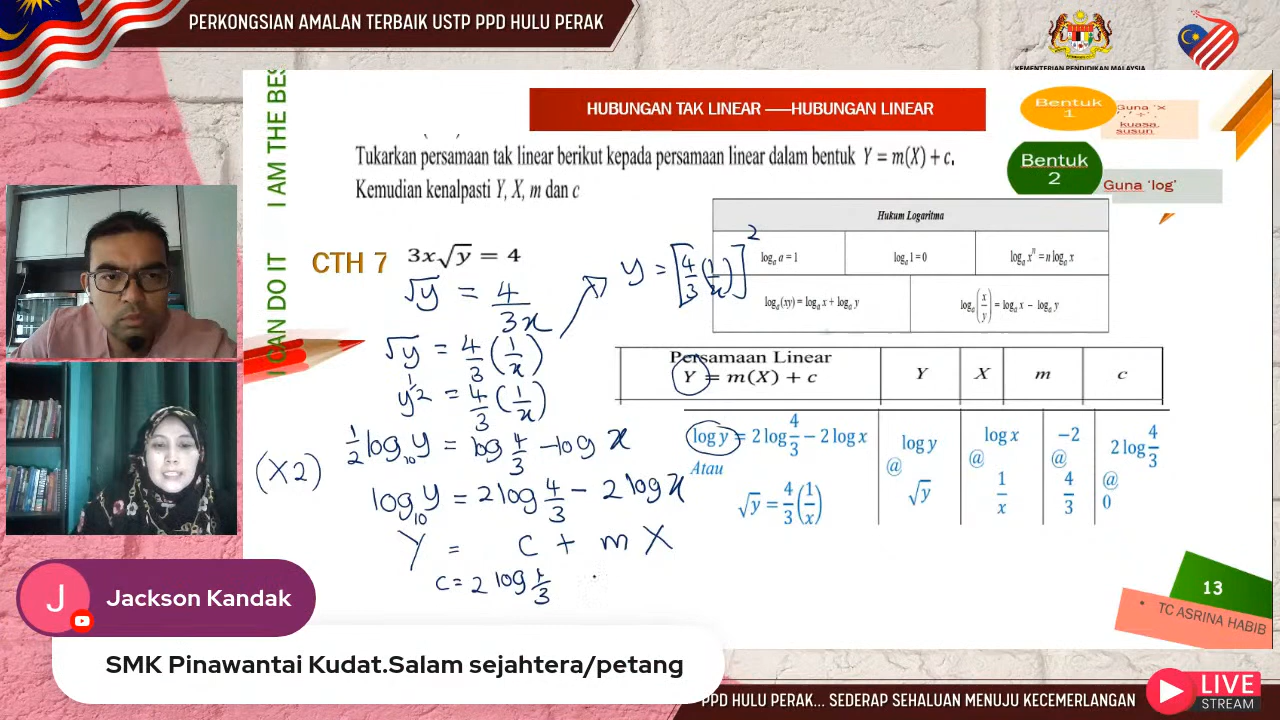 PERKONGSIAN AMALAN TERBAIK USTP PPD HULU PERAK
KEMENTERIAN PENDIDIKAN MALAYSIA
I CAN DO IT I AM THE BES
HUBUNGAN TAK LINEAR ──HUBUNGAN LINEAR
Bentuk 1
Guna 'x
','÷',
kuasa,
susun
Bentuk 2
Guna 'log'
Tukarkan persamaan tak linear berikut kepada persamaan linear dalam bentuk Y = m(X) + c.
Kemudian kenalpasti Y, X, m dan c
Hukum Logaritma
logₐ a = 1 logₐ 1 = 0 logₐ xⁿ = n logₐ x
logₐ(xy) = logₐ x + logₐ y logₐ(x/y) = logₐ x − logₐ y
CTH 7 3x√y = 4
√y = 4/3x
√y = 4/3 (1/x)
y = [4/3 (1/x)]²
y^1/2 = 4/3 (1/x)
1/2 log₁₀ y = log 4/3 − log x
(X2) log₁₀ y = 2 log 4/3 − 2 log x
Y = c + m X
c = 2 log 4/3
Persamaan Linear
Y = m(X) + c Y X m c
log y = 2 log 4/3 − 2 log x log y log x −2 2 log 4/3
Atau @ @ @ @
√y = 4/3 (1/x) √y 1/x 4/3 0
13
• TC ASRINA HABIB
J Jackson Kandak
SMK Pinawantai Kudat.Salam sejahtera/petang
PPD HULU PERAK... SEDERAP SEHALUAN MENUJU KECEMERLANGAN
LIVE
STREAM